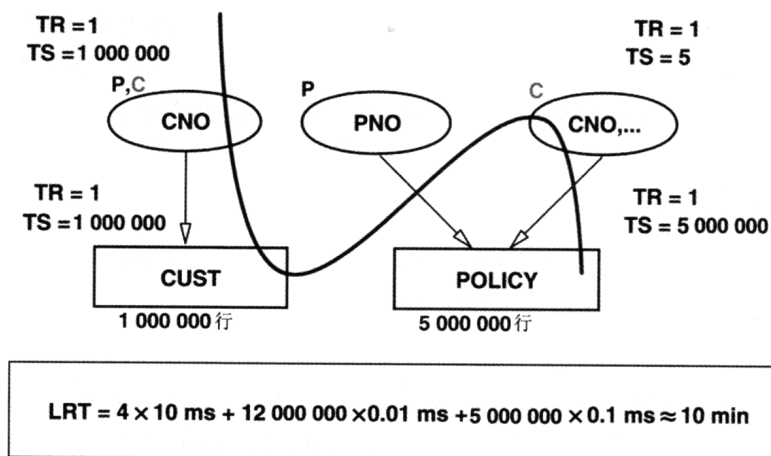 TR =1
TS =1 000 000
TR = 1
TS = 5
P,C
P
C
CNO
PNO
CNO,...
TR = 1
TS =1 000 000
TR = 1
TS = 5 000 000
CUST
POLICY
1 000 000行
5 000 000行
LRT = 4 × 10 ms + 12 000 000 ×0.01 ms +5 000 000 × 0.1 ms ≈ 10 min